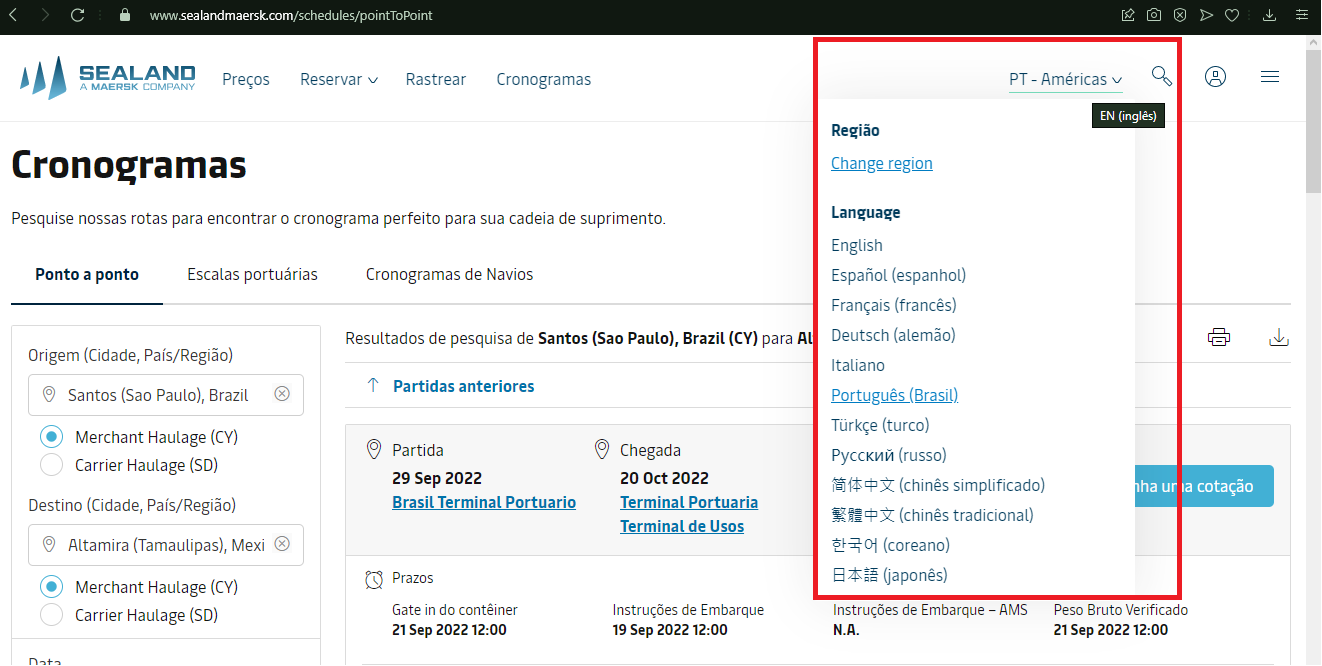 www.sealandmaersk.com/schedules/pointToPoint
SEALAND
A MAERSK COMPANY
Preços
Reservar
Rastrear
Cronogramas
PT - Américas
EN (inglês)
Região
Change region
Language
English
Español (espanhol)
Français (francês)
Deutsch (alemão)
Italiano
Português (Brasil)
Türkçe (turco)
Русский (russo)
简体中文 (chinês simplificado)
繁體中文 (chinês tradicional)
한국어 (coreano)
日本語 (japonês)
Cronogramas
Pesquise nossas rotas para encontrar o cronograma perfeito para sua cadeia de suprimento.
Ponto a ponto
Escalas portuárias
Cronogramas de Navios
Origem (Cidade, País/Região)
Santos (Sao Paulo), Brazil
Merchant Haulage (CY)
Carrier Haulage (SD)
Destino (Cidade, País/Região)
Altamira (Tamaulipas), Mexi
Merchant Haulage (CY)
Carrier Haulage (SD)
Data
Resultados de pesquisa de Santos (Sao Paulo), Brazil (CY) para
Partidas anteriores
Partida
29 Sep 2022
Brasil Terminal Portuario
Chegada
20 Oct 2022
Terminal Portuaria
Terminal de Usos
uma cotação
Prazos
Gate in do contêiner
21 Sep 2022 12:00
Instruções de Embarque
19 Sep 2022 12:00
Instruções de Embarque – AMS
N.A.
Peso Bruto Verificado
21 Sep 2022 12:00